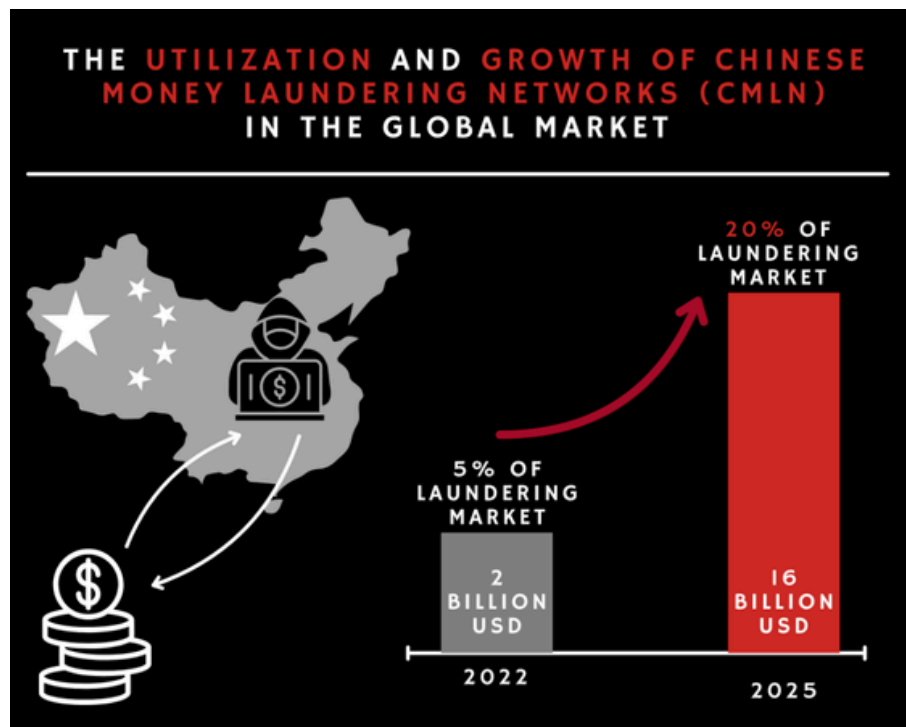 THE UTILIZATION AND GROWTH OF CHINESE
MONEY LAUNDERING NETWORKS (CMLN)
IN THE GLOBAL MARKET
20% OF
LAUNDERING
MARKET
5% OF
LAUNDERING
MARKET
$
$
2
BILLION
USD
16
BILLION
USD
2022
2025